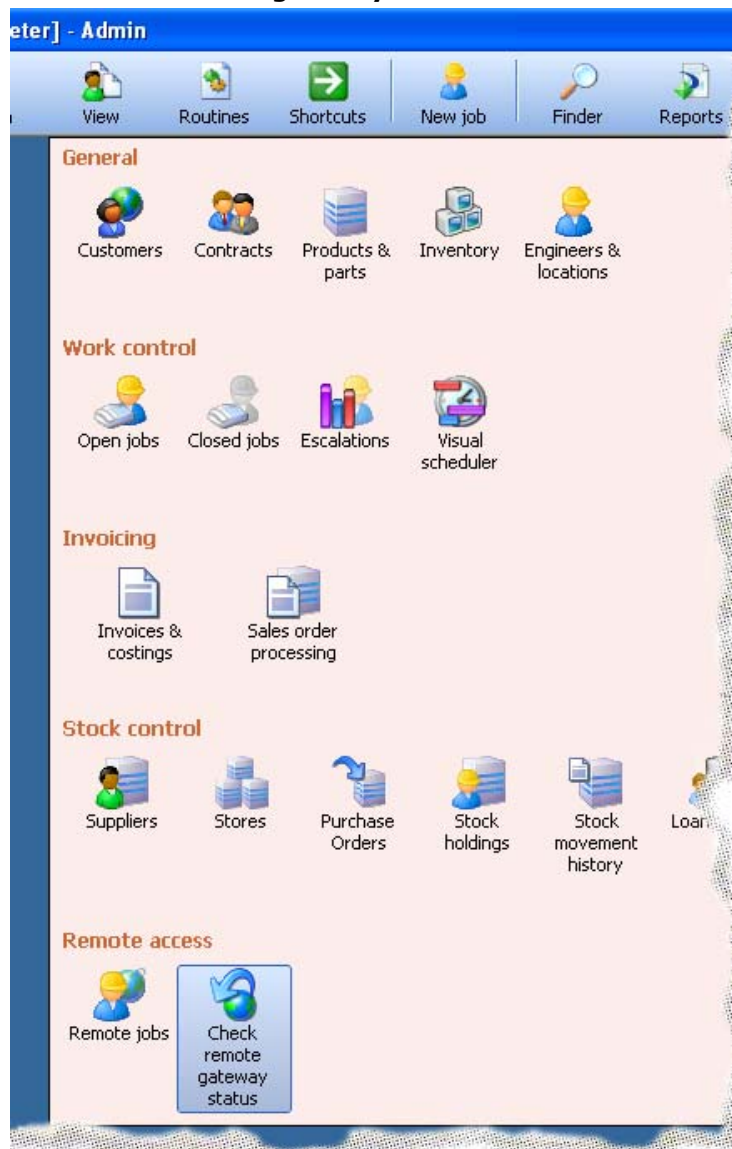 eter] - Admin
View Routines Shortcuts New job Finder Reports
General
Customers Contracts Products & Inventory Engineers &
parts locations
Work control
Open jobs Closed jobs Escalations Visual
scheduler
Invoicing
Invoices & Sales order
costings processing
Stock control
Suppliers Stores Purchase Stock Stock Loan
Orders holdings movement
history
Remote access
Remote jobs Check
remote
gateway
status